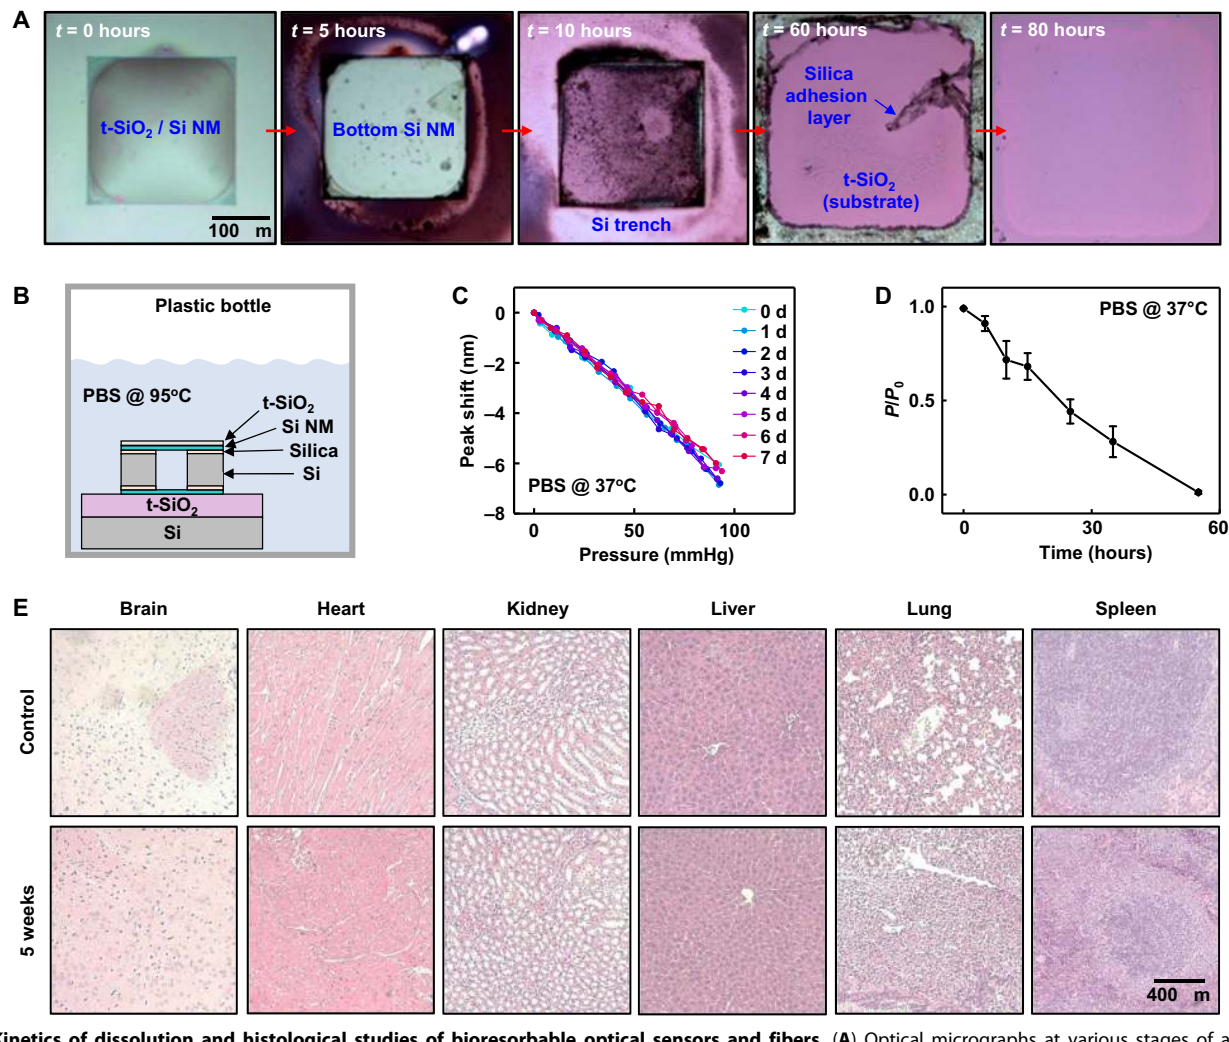 A
t = 0 hours
t = 5 hours
t = 10 hours
t = 60 hours
t = 80 hours
t-SiO2 / Si NM
Bottom Si NM
Si trench
Silica
adhesion
layer
t-SiO2
(substrate)
100 m
B
Plastic bottle
PBS @ 95°C
t-SiO2
Si NM
Silica
Si
t-SiO2
Si
C
Peak shift (nm)
0
–2
–4
–6
–8
0 d
1 d
2 d
3 d
4 d
5 d
6 d
7 d
PBS @ 37°C
0 50 100
Pressure (mmHg)
D
P/P0
1.0
0.5
0.0
PBS @ 37°C
0 30 60
Time (hours)
E
Brain Heart Kidney Liver Lung Spleen
Control
5 weeks
400 m
Kinetics of dissolution and histological studies of bioresorbable optical sensors and fibers. (A) Optical micrographs at various stages of a